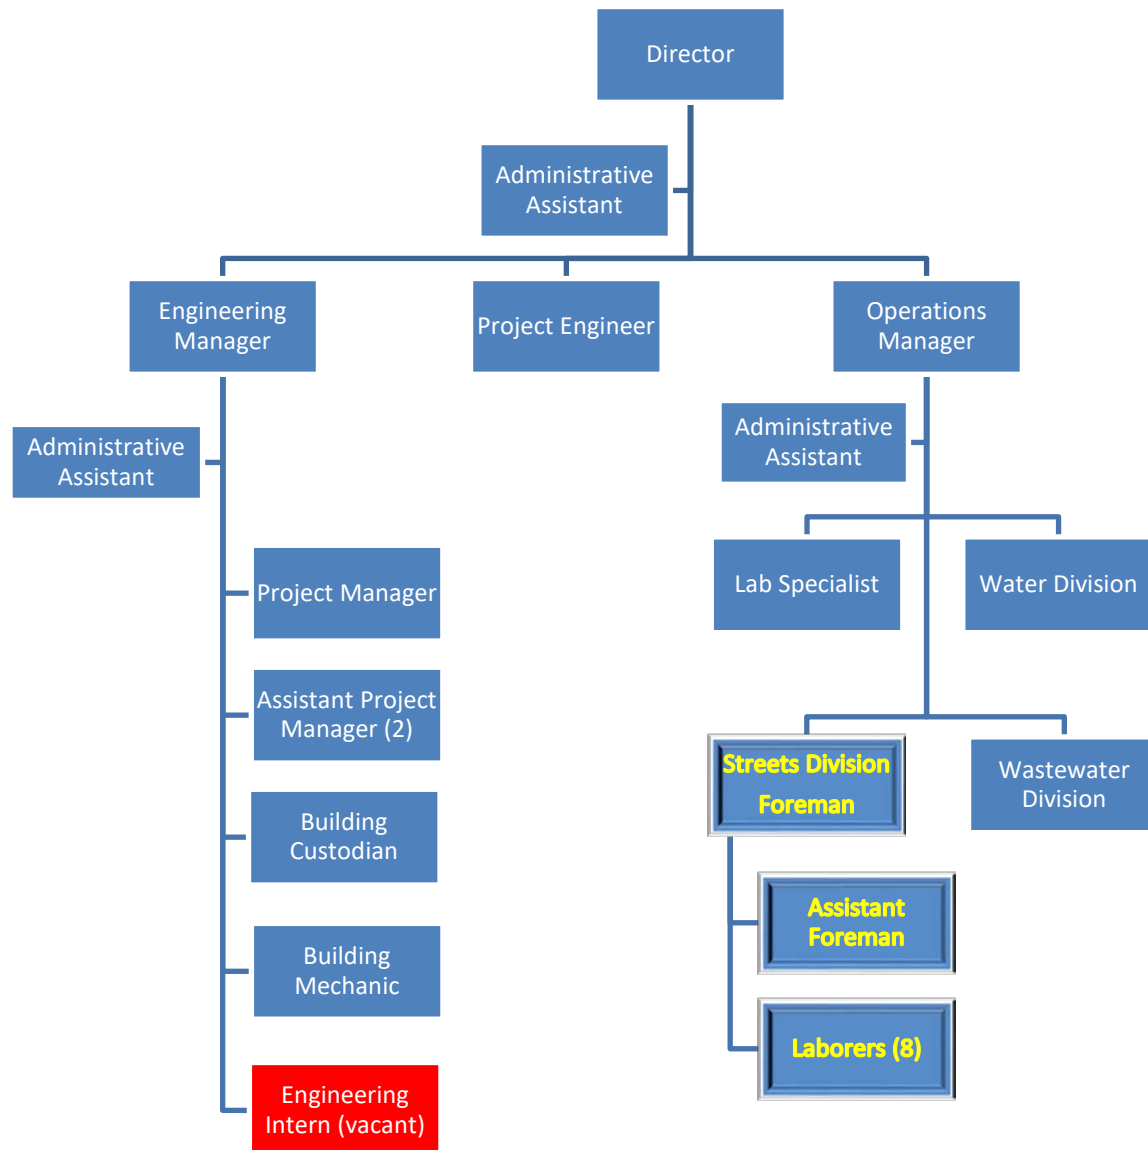 Director
Administrative
Assistant
Engineering
Manager
Project Engineer
Operations
Manager
Administrative
Assistant
Administrative
Assistant
Project Manager
Assistant Project
Manager (2)
Building
Custodian
Building
Mechanic
Engineering
Intern (vacant)
Lab Specialist
Water Division
Streets Division
Foreman
Wastewater
Division
Assistant
Foreman
Laborers (8)